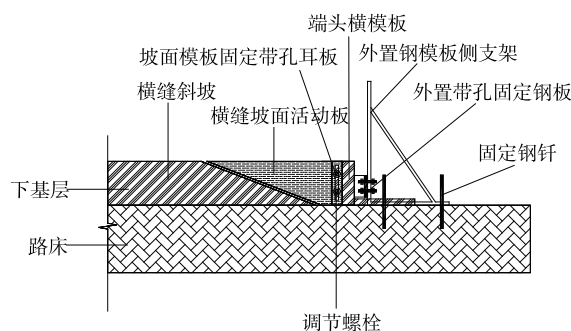 端头横模板
坡面模板固定带孔耳板
外置钢模板侧支架
横缝斜坡
外置带孔固定钢板
横缝坡面活动板
固定钢钎
下基层
路床
调节螺栓